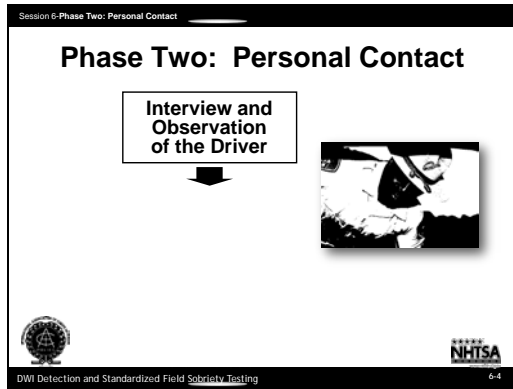 Session 6-Phase Two: Personal Contact
Phase Two: Personal Contact
Interview and
Observation
of the Driver
NHTSA
DWI Detection and Standardized Field Sobriety Testing
6-4